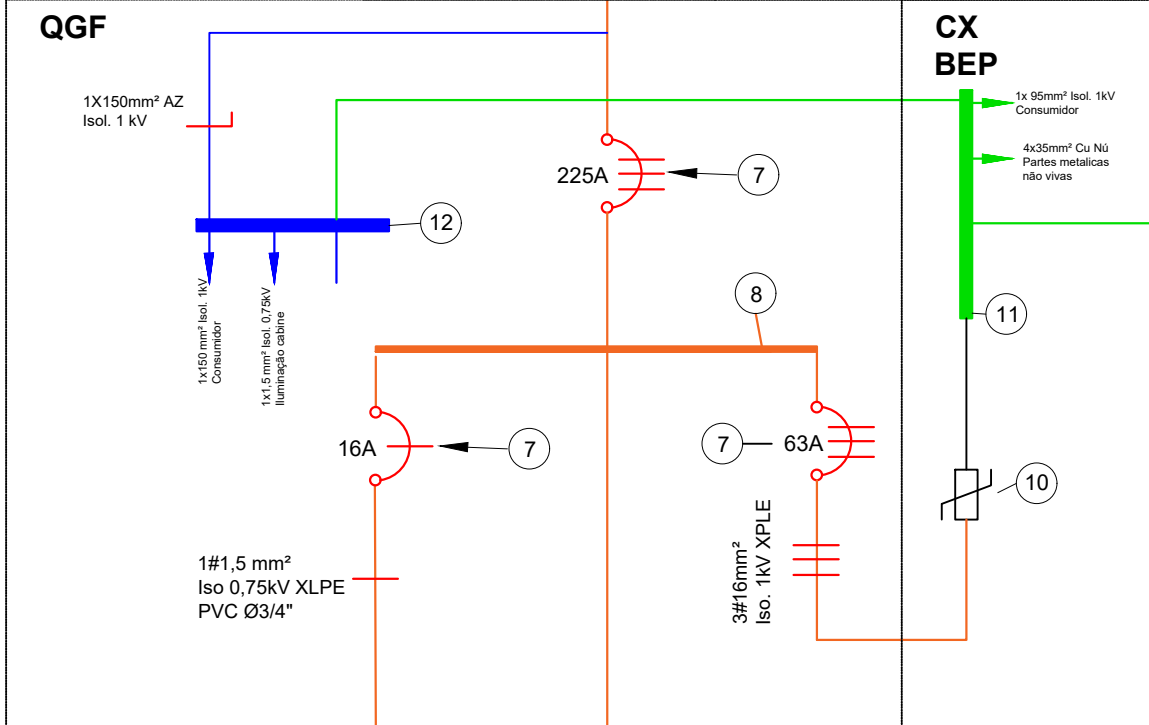 QGF
CX
BEP
1X150mm² AZ
Isol. 1 kV
1x 95mm² Isol. 1kV
Consumidor
4x35mm² Cu Nú
Partes metalicas
não vivas
225A
7
12
1x150 mm² Isol. 1kV
Consumidor
1x1,5 mm² Isol. 0,75kV
Iluminação cabine
8
11
16A
7
7
63A
10
1#1,5 mm²
Iso 0,75kV XLPE
PVC Ø3/4"
3#16mm²
Iso. 1kV XPLE